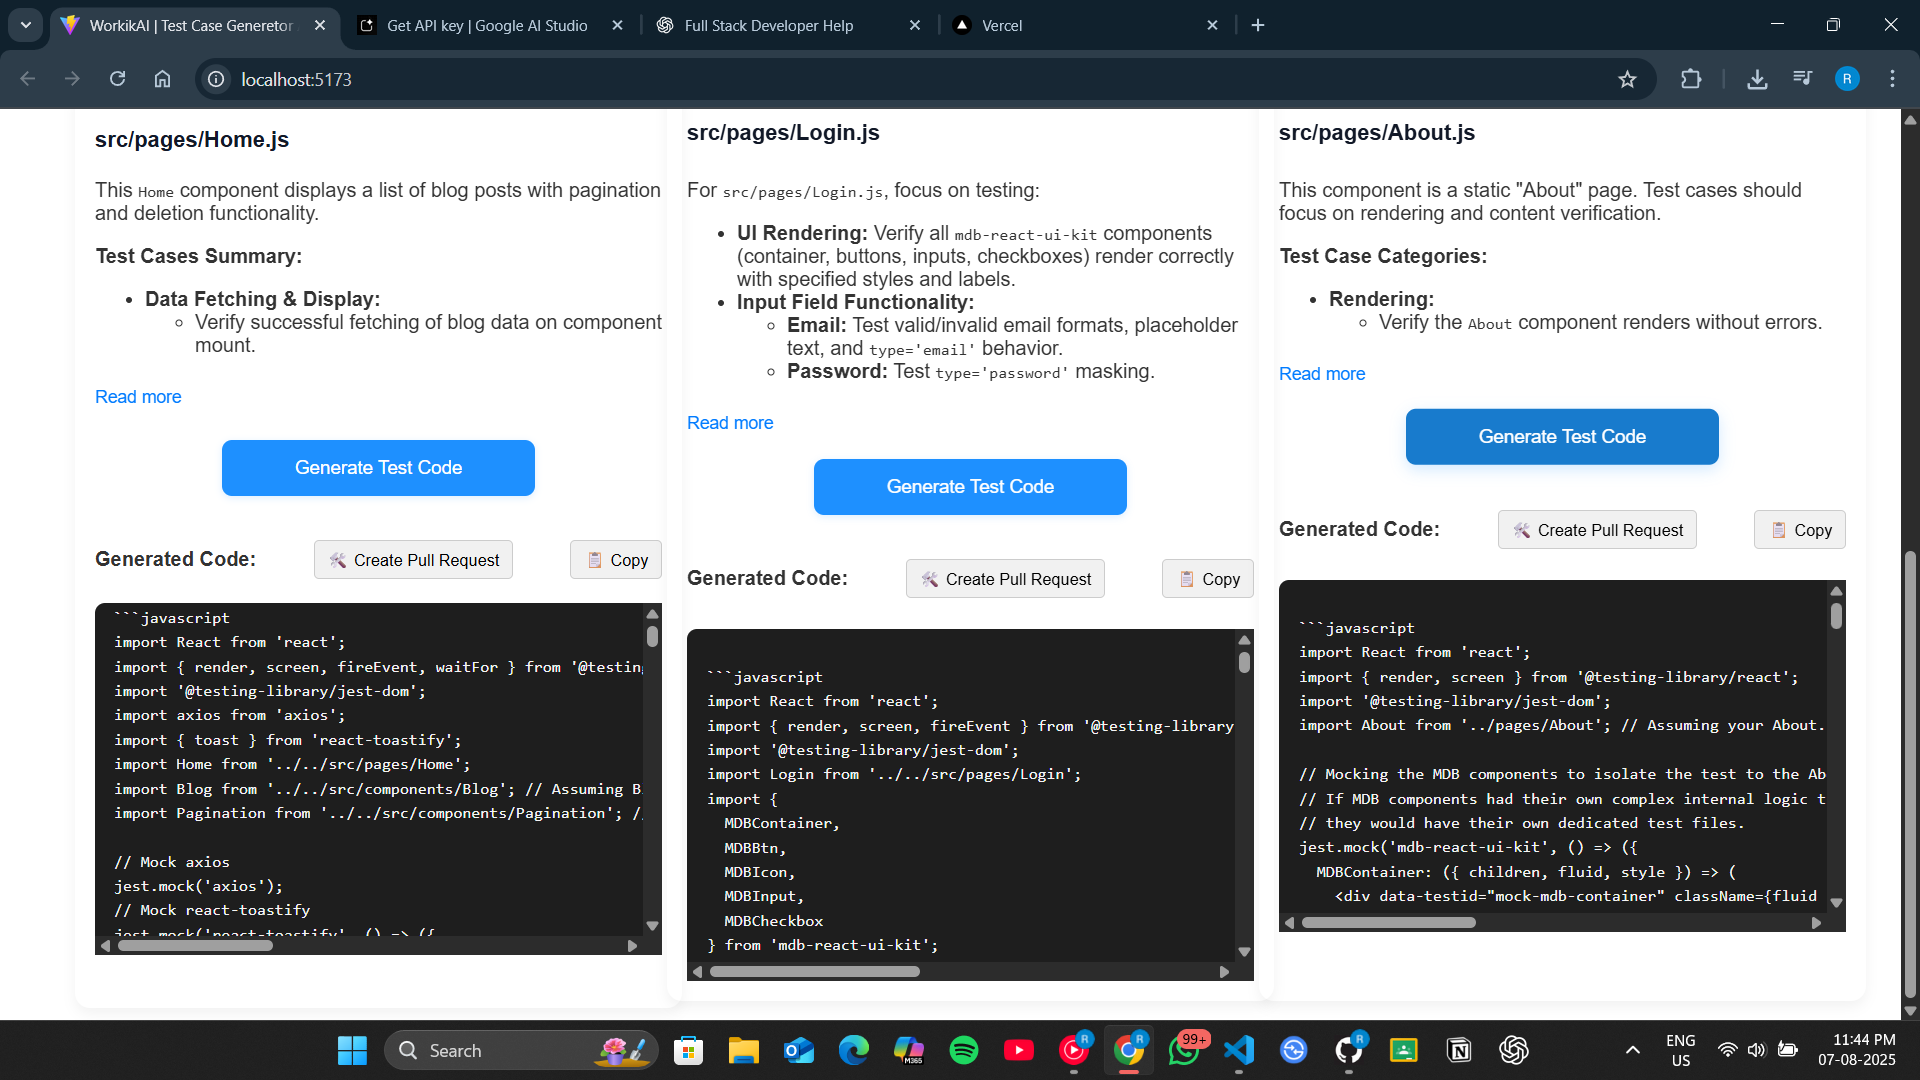 WorkikAI | Test Case Generetor
Get API key | Google AI Studio
Full Stack Developer Help
Vercel
localhost:5173
R
src/pages/Home.js
This Home component displays a list of blog posts with pagination
and deletion functionality.
Test Cases Summary:
• Data Fetching & Display:
◦ Verify successful fetching of blog data on component
mount.
Read more
Generate Test Code
Generated Code:
🛠️ Create Pull Request
📋 Copy
```javascript
import React from 'react';
import { render, screen, fireEvent, waitFor } from '@testing
import '@testing-library/jest-dom';
import axios from 'axios';
import { toast } from 'react-toastify';
import Home from '../../src/pages/Home';
import Blog from '../../src/components/Blog'; // Assuming B
import Pagination from '../../src/components/Pagination'; //
// Mock axios
jest.mock('axios');
// Mock react-toastify
jest.mock('react-toastify', () => ({
src/pages/Login.js
For src/pages/Login.js, focus on testing:
• UI Rendering: Verify all mdb-react-ui-kit components
(container, buttons, inputs, checkboxes) render correctly
with specified styles and labels.
• Input Field Functionality:
◦ Email: Test valid/invalid email formats, placeholder
text, and type='email' behavior.
◦ Password: Test type='password' masking.
Read more
Generate Test Code
Generated Code:
🛠️ Create Pull Request
📋 Copy
```javascript
import React from 'react';
import { render, screen, fireEvent } from '@testing-library
import '@testing-library/jest-dom';
import Login from '../../src/pages/Login';
import {
MDBContainer,
MDBBtn,
MDBIcon,
MDBInput,
MDBCheckbox
} from 'mdb-react-ui-kit';
src/pages/About.js
This component is a static "About" page. Test cases should
focus on rendering and content verification.
Test Case Categories:
• Rendering:
◦ Verify the About component renders without errors.
Read more
Generate Test Code
Generated Code:
🛠️ Create Pull Request
📋 Copy
```javascript
import React from 'react';
import { render, screen } from '@testing-library/react';
import '@testing-library/jest-dom';
import About from '../pages/About'; // Assuming your About.
// Mocking the MDB components to isolate the test to the Ab
// If MDB components had their own complex internal logic t
// they would have their own dedicated test files.
jest.mock('mdb-react-ui-kit', () => ({
MDBContainer: ({ children, fluid, style }) => (
<div data-testid="mock-mdb-container" className={fluid
Search
M365
R
R
99+
R
ENG
US
11:44 PM
07-08-2025